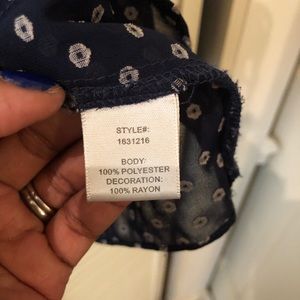 STYLE#:
1631216
BODY:
100% POLYESTER
DECORATION:
100% RAYON